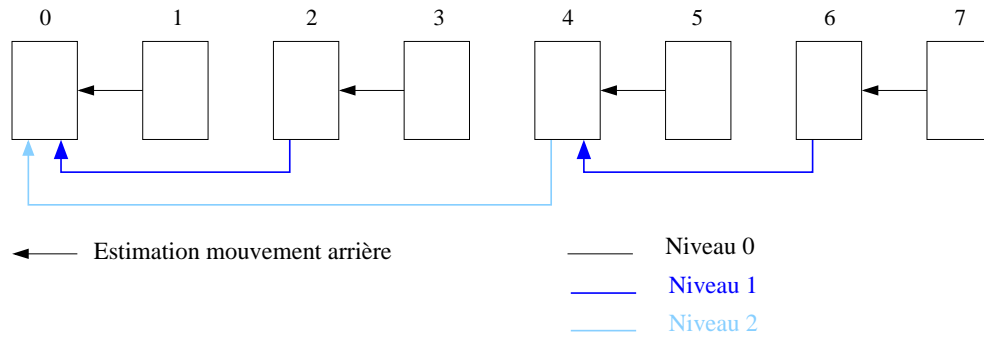 0 1 2 3 4 5 6 7
Estimation mouvement arrière
Niveau 0
Niveau 1
Niveau 2